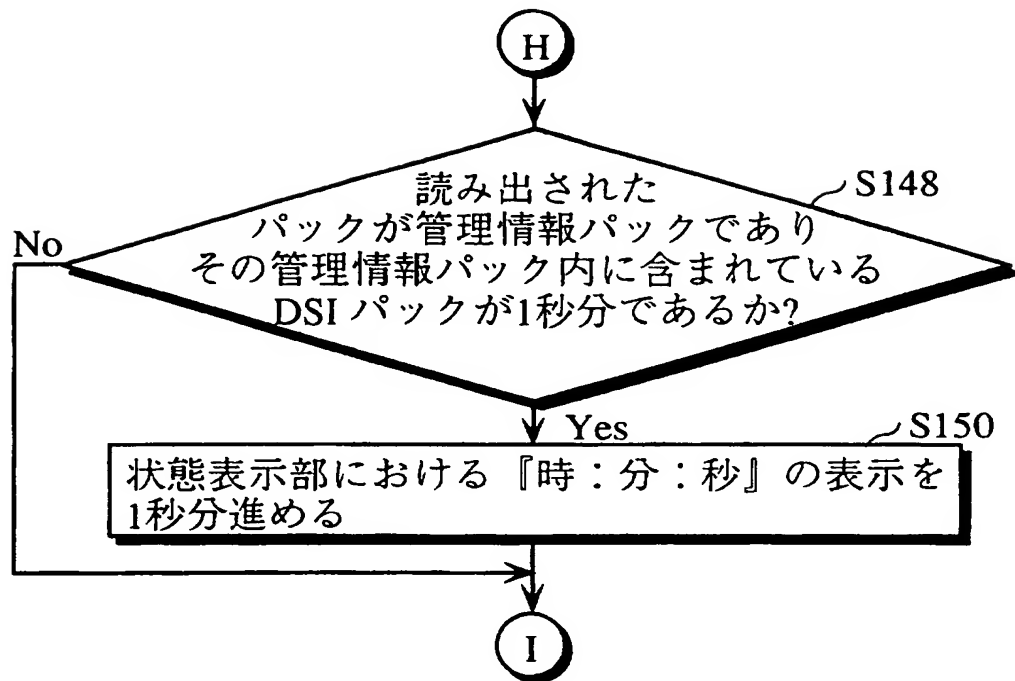 H
読み出された
パックが管理情報パックであり
その管理情報パック内に含まれている
DSI パックが1秒分であるか?
S148
No
Yes
S150
状態表示部における『時：分：秒』の表示を
1秒分進める
I